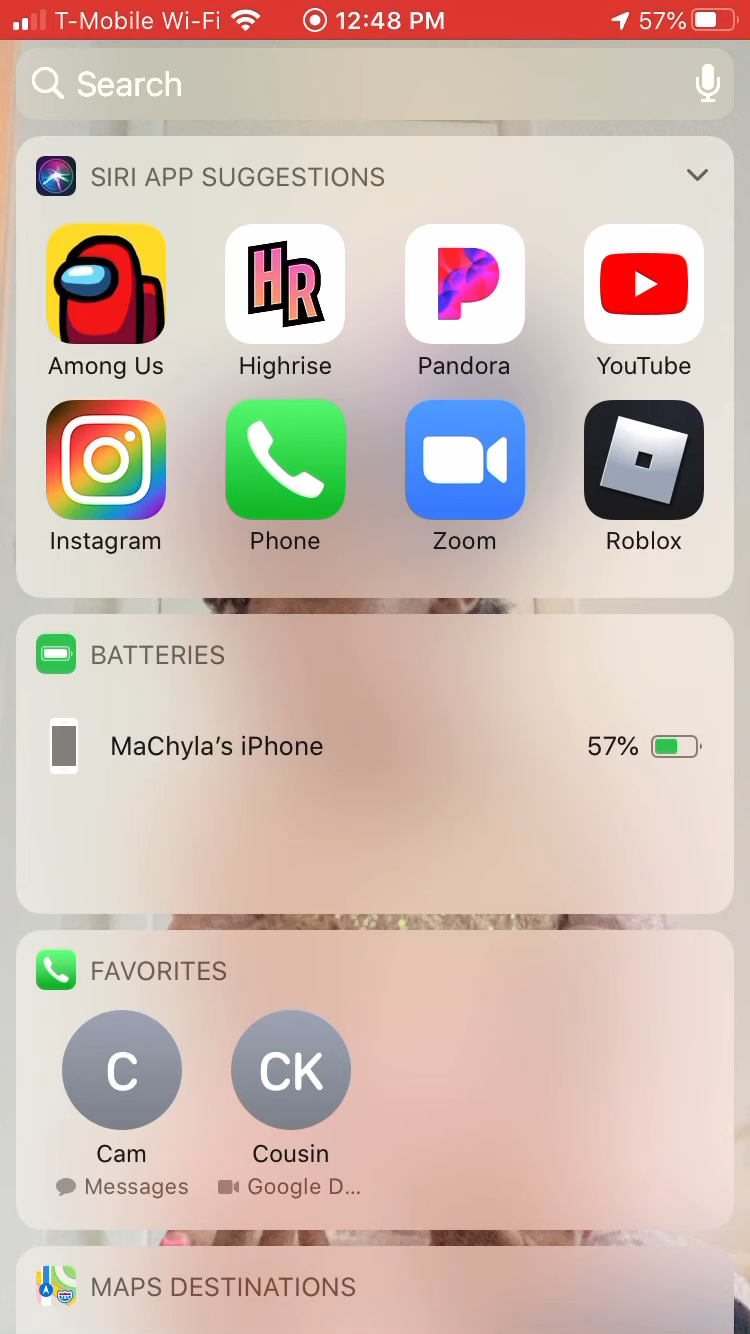 T-Mobile Wi-Fi 12:48 PM 57%
Search
SIRI APP SUGGESTIONS
HR
Among Us Highrise Pandora YouTube
Instagram Phone Zoom Roblox
BATTERIES
MaChyla’s iPhone 57%
FAVORITES
C CK
Cam Cousin
Messages Google D...
MAPS DESTINATIONS